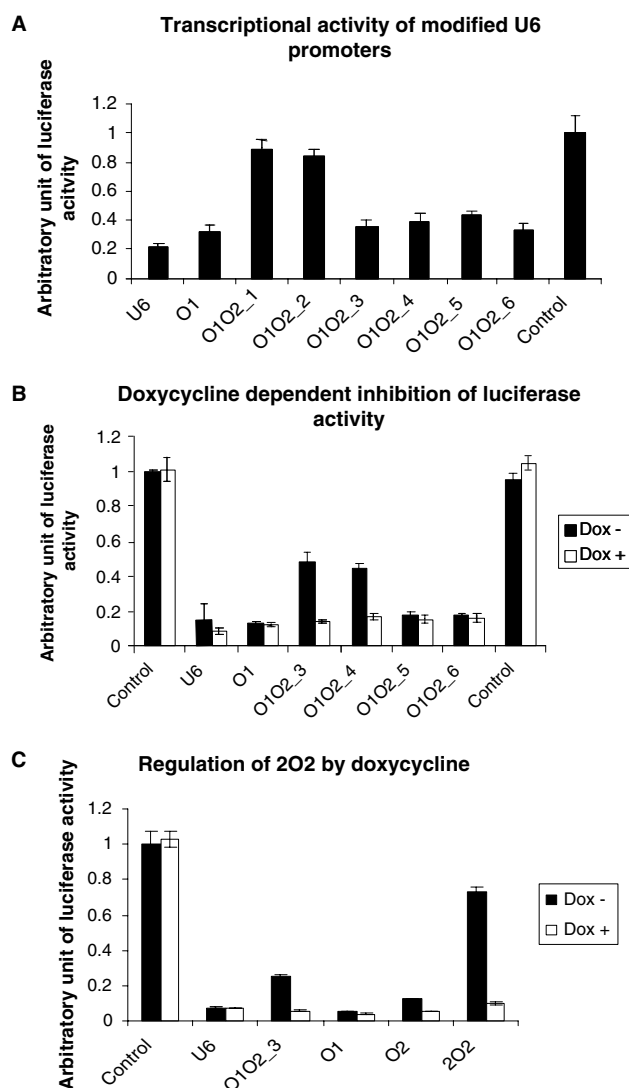 A
Transcriptional activity of modified U6
promoters
Arbitratory unit of luciferase
acitvity
1.2
1
0.8
0.6
0.4
0.2
0
U6
O1
O1O2_1
O1O2_2
O1O2_3
O1O2_4
O1O2_5
O1O2_6
Control
B
Doxycycline dependent inhibition of luciferase
activity
Arbitratory unit of luciferase
activity
1.2
1
0.8
0.6
0.4
0.2
0
Control
U6
O1
O1O2_3
O1O2_4
O1O2_5
O1O2_6
Control
Dox -
Dox +
C
Regulation of 2O2 by doxycycline
Arbitratory unit of luciferase activity
1.2
1
0.8
0.6
0.4
0.2
0
Control
U6
O1O2_3
O1
O2
2O2
Dox -
Dox +